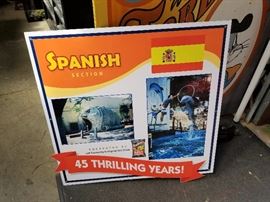 SPANISH
SECTION
45 THRILLING YEARS!